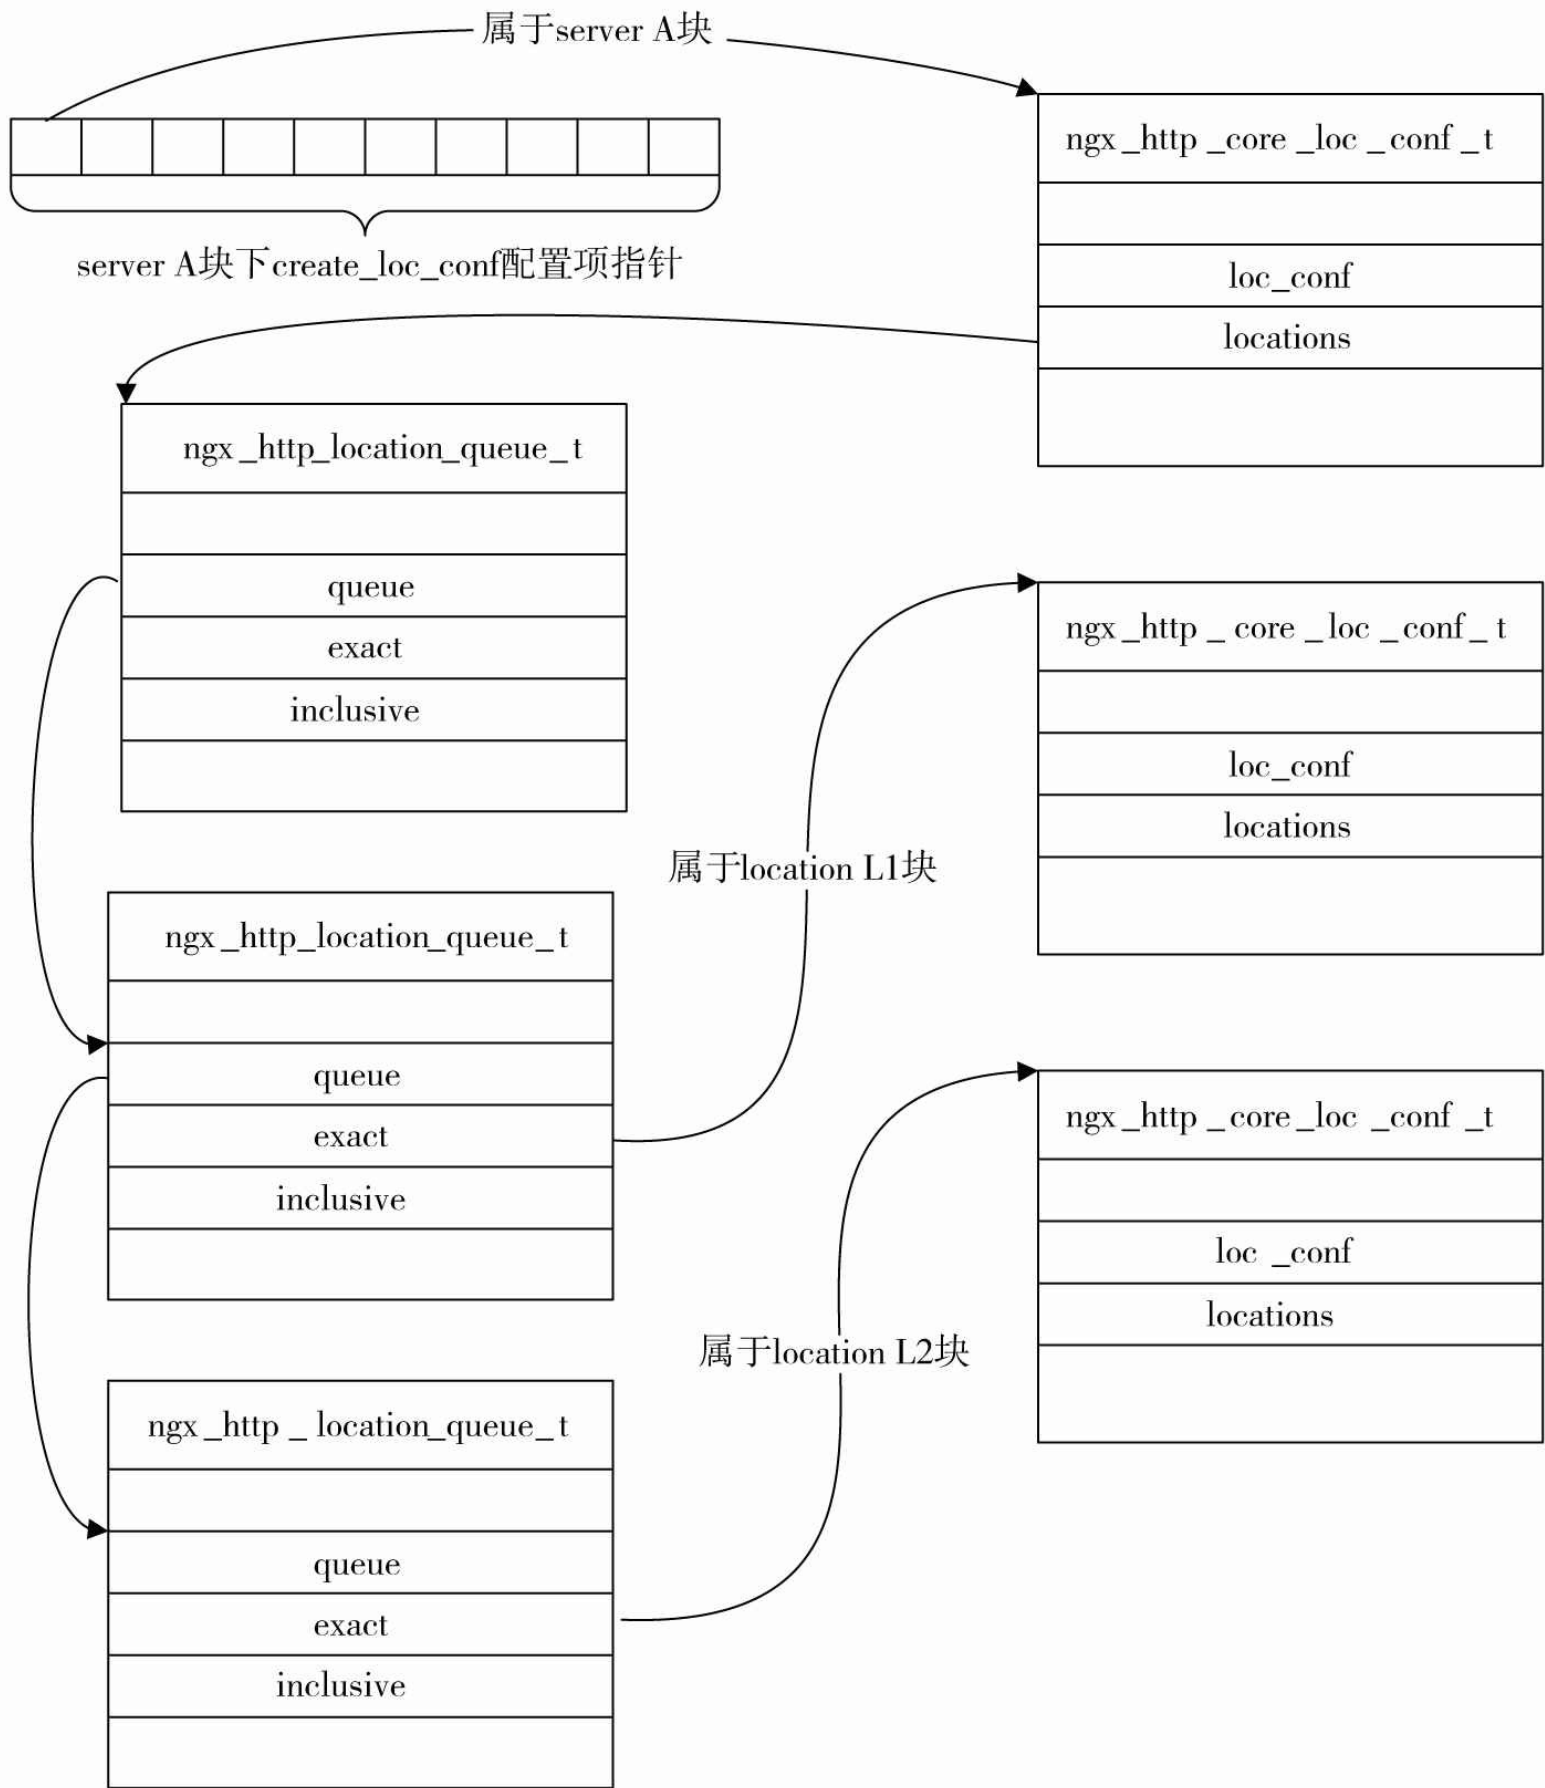 属于server A块
ngx_http_core_loc_conf_t
server A块下create_loc_conf配置项指针
loc_conf
locations
ngx_http_location_queue_t
queue
exact
inclusive
ngx_http_core_loc_conf_t
loc_conf
locations
属于location L1块
ngx_http_location_queue_t
queue
exact
inclusive
ngx_http_core_loc_conf_t
loc_conf
locations
属于location L2块
ngx_http_location_queue_t
queue
exact
inclusive